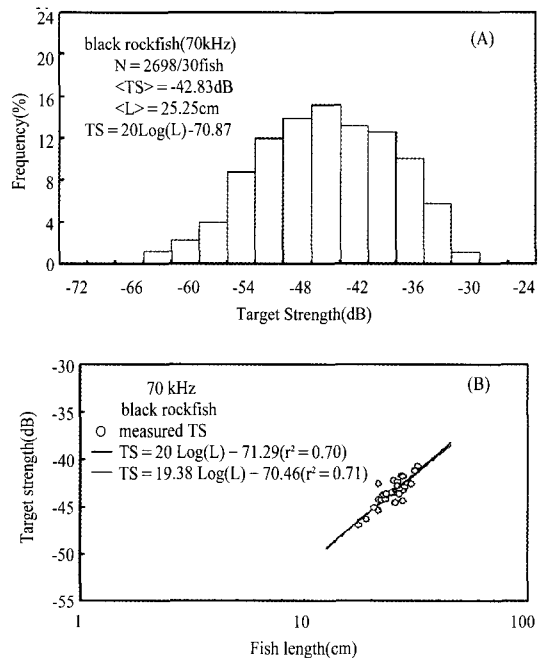 24
20
16
12
8
4
0
Frequency(%)
(A)
black rockfish(70kHz)
N = 2698/30fish
<TS> = -42.83dB
<L> = 25.25cm
TS = 20Log(L)-70.87
-72 -66 -60 -54 -48 -42 -36 -30 -24
Target Strength(dB)
-30
-35
-40
-45
-50
-55
Target strength(dB)
(B)
70 kHz
black rockfish
measured TS
TS = 20 Log(L) – 71.29(r² = 0.70)
TS = 19.38 Log(L) – 70.46(r² = 0.71)
1 10 100
Fish length(cm)